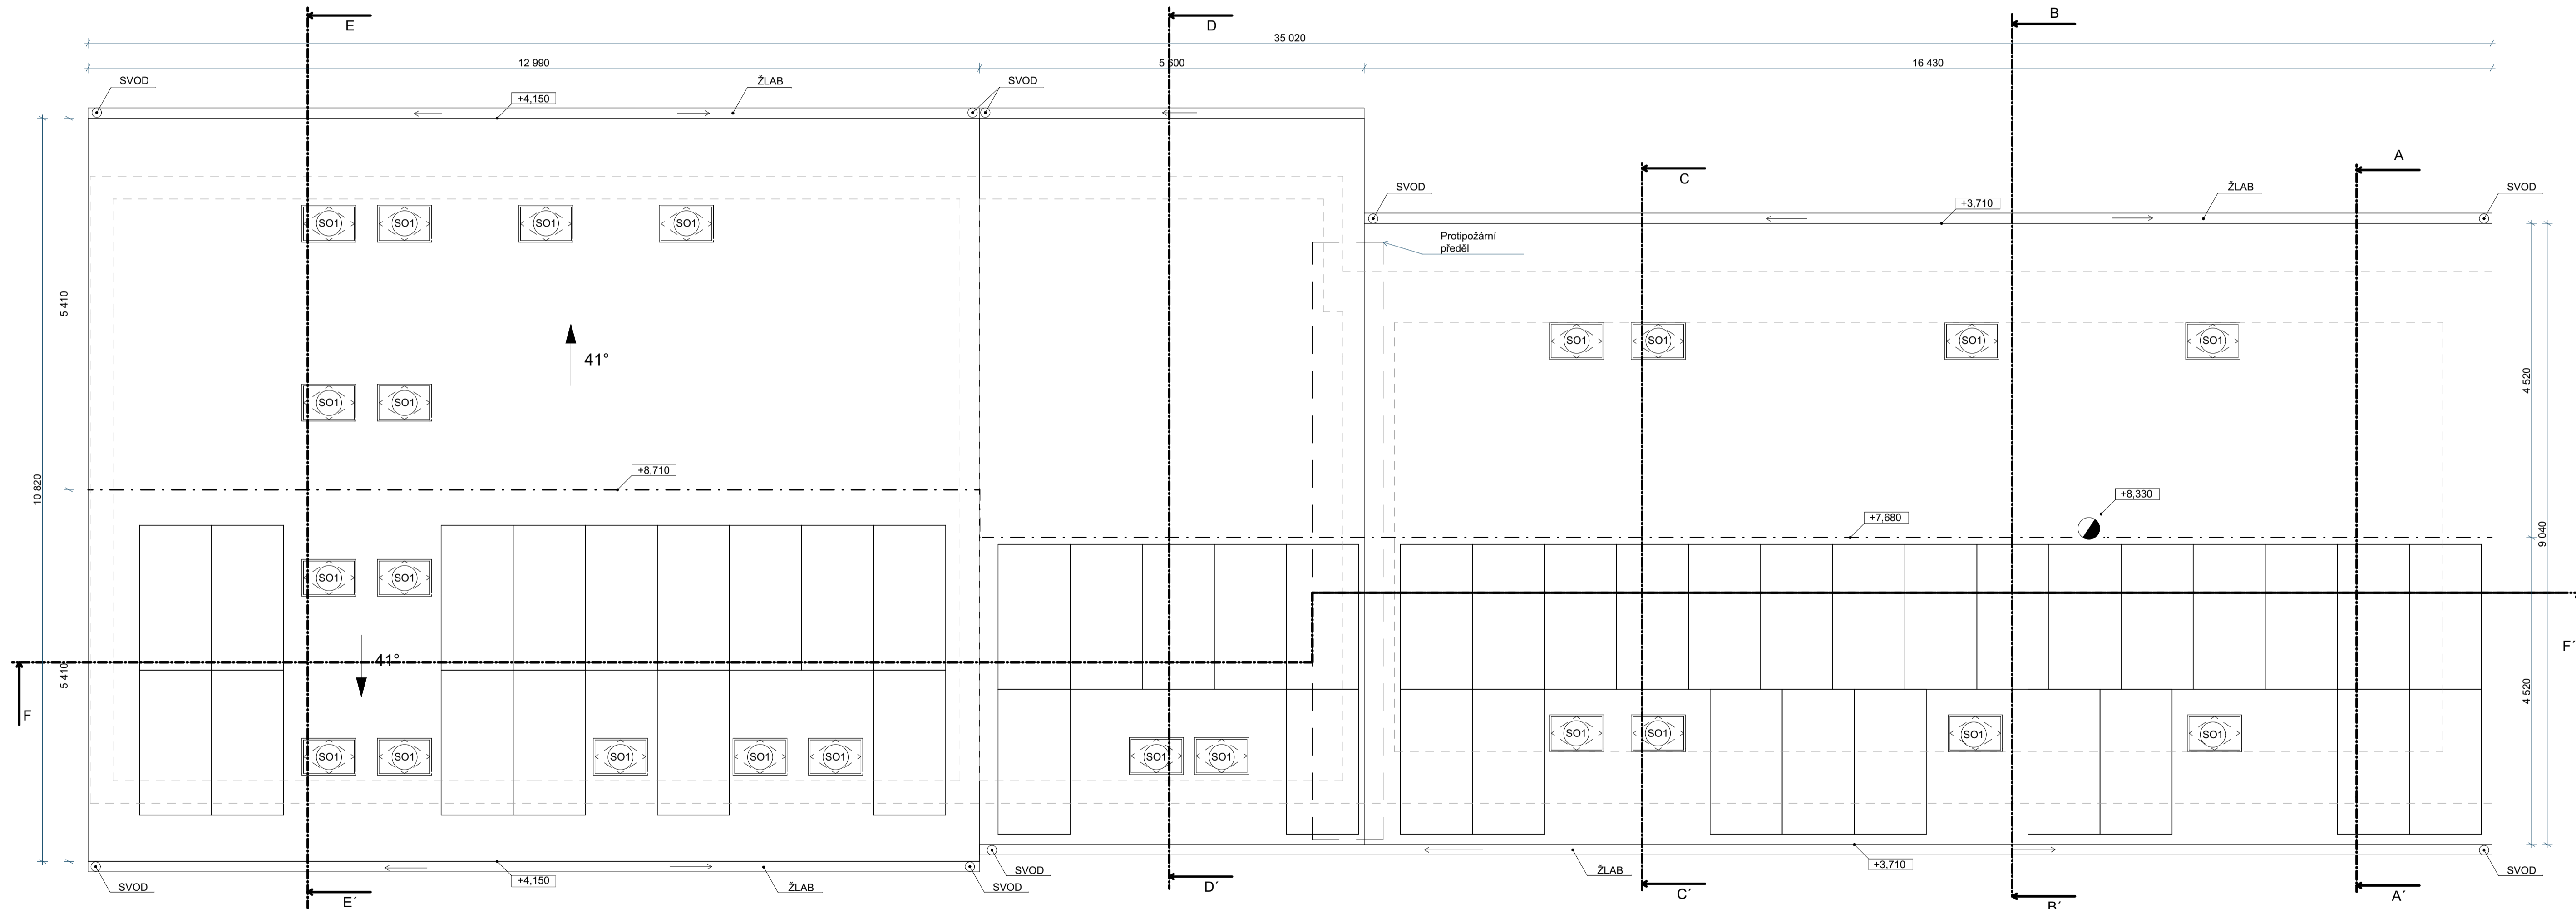 E
D
B
35 020
12 990
5 600
16 430
SVOD
ŽLAB
SVOD
+4,150
C
A
SVOD
ŽLAB
SVOD
+3,710
SO1
SO1
SO1
SO1
Protipožární
předěl
5 410
4 520
41°
SO1
SO1
SO1
SO1
SO1
SO1
+8,710
10 820
+8,330
+7,680
9 040
SO1
SO1
F´
41°
5 410
4 520
F
SO1
SO1
SO1
SO1
SO1
SO1
SO1
SO1
SO1
SO1
SO1
+4,150
+3,710
SVOD
ŽLAB
SVOD
SVOD
ŽLAB
SVOD
E´
D´
C´
B´
A´